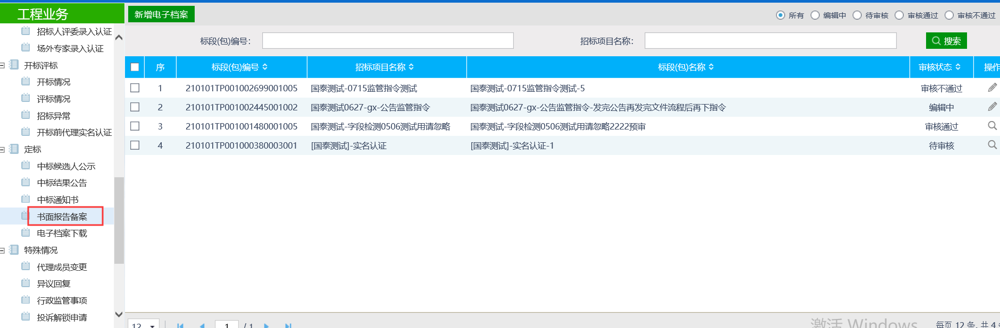 工程业务
招标人评委录入认证
场外专家录入认证
开标评标
开标情况
评标情况
招标异常
开标前代理实名认证
定标
中标候选人公示
中标结果公告
中标通知书
书面报告备案
电子档案下载
特殊情况
代理成员变更
异议回复
行政监管事项
投诉解锁申请
新增电子档案
所有 编辑中 待审核 审核通过 审核不通过
标段(包)编号： 招标项目名称： 搜索
序 标段(包)编号 招标项目名称 标段(包)名称 审核状态 操作
1 210101TP001002699001005 国泰测试-0715监管指令测试 国泰测试-0715监管指令测试-5 审核不通过
2 210101TP001002445001002 国泰测试0627-gx-公告监管指令 国泰测试0627-gx-公告监管指令-发完公告再发完文件流程后再下指令 编辑中
3 210101TP001001480001005 国泰测试-字段检测0506测试用请忽略 国泰测试-字段检测0506测试用请忽略2222预审 审核通过
4 210101TP001000380003001 [国泰测试]-实名认证 [国泰测试]-实名认证-1 待审核
12 1 / 1 每页 12 条, 共 4
激活 Windows